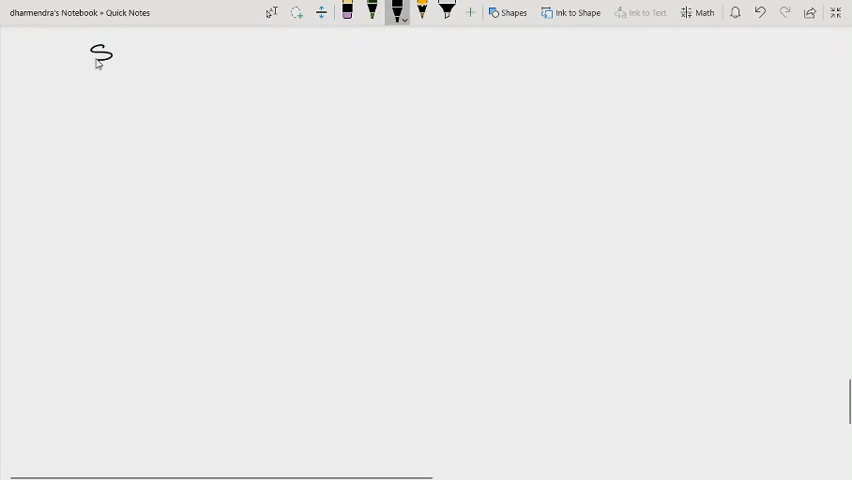 dharmendra's Notebook » Quick Notes
Shapes
Ink to Shape
Ink to Text
Math
S